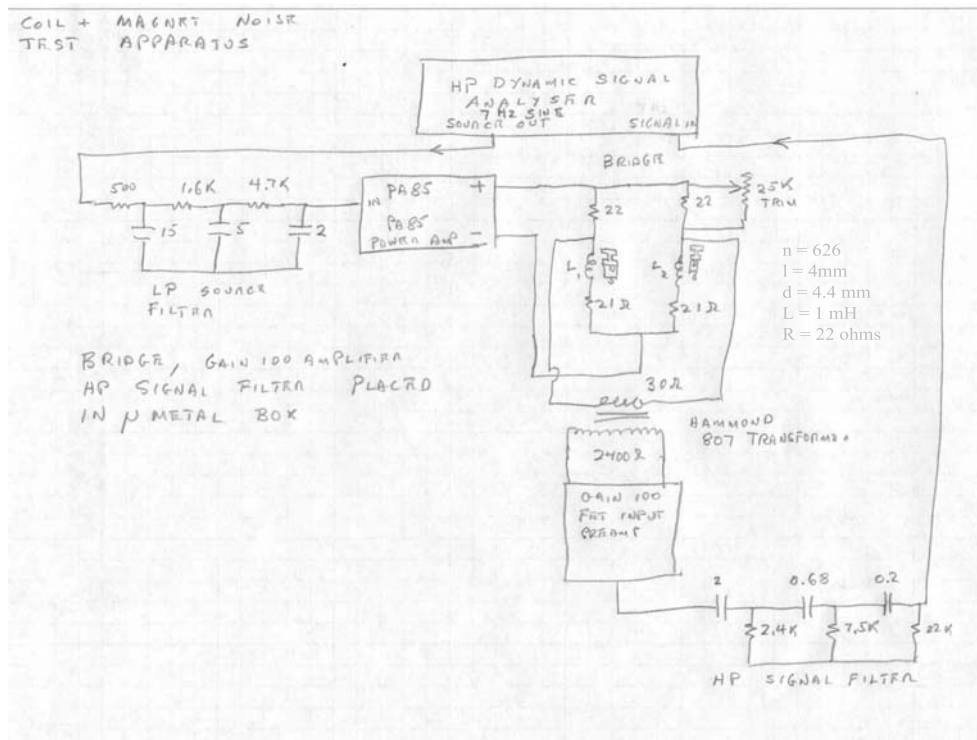 COIL + MAGNET NOISE
TEST APPARATUS
HP DYNAMIC SIGNAL
ANALYSER
7 HZ SINE
SOURCE OUT
SIGNAL IN
BRIDGE
500
1.6K
4.7K
15
5
2
LP SOURCE
FILTER
IN
PA85
PA85
POWER AMP
+
−
22
22
25K
TRIM
L1
L2
21Ω
21Ω
n = 626
l = 4mm
d = 4.4 mm
L = 1 mH
R = 22 ohms
BRIDGE, GAIN 100 AMPLIFIER
HP SIGNAL FILTER PLACED
IN μ METAL BOX
30Ω
HAMMOND
807 TRANSFORMER
2400Ω
GAIN 100
FET INPUT
PREAMP
2
0.68
0.2
2.4K
7.5K
22K
HP SIGNAL FILTER